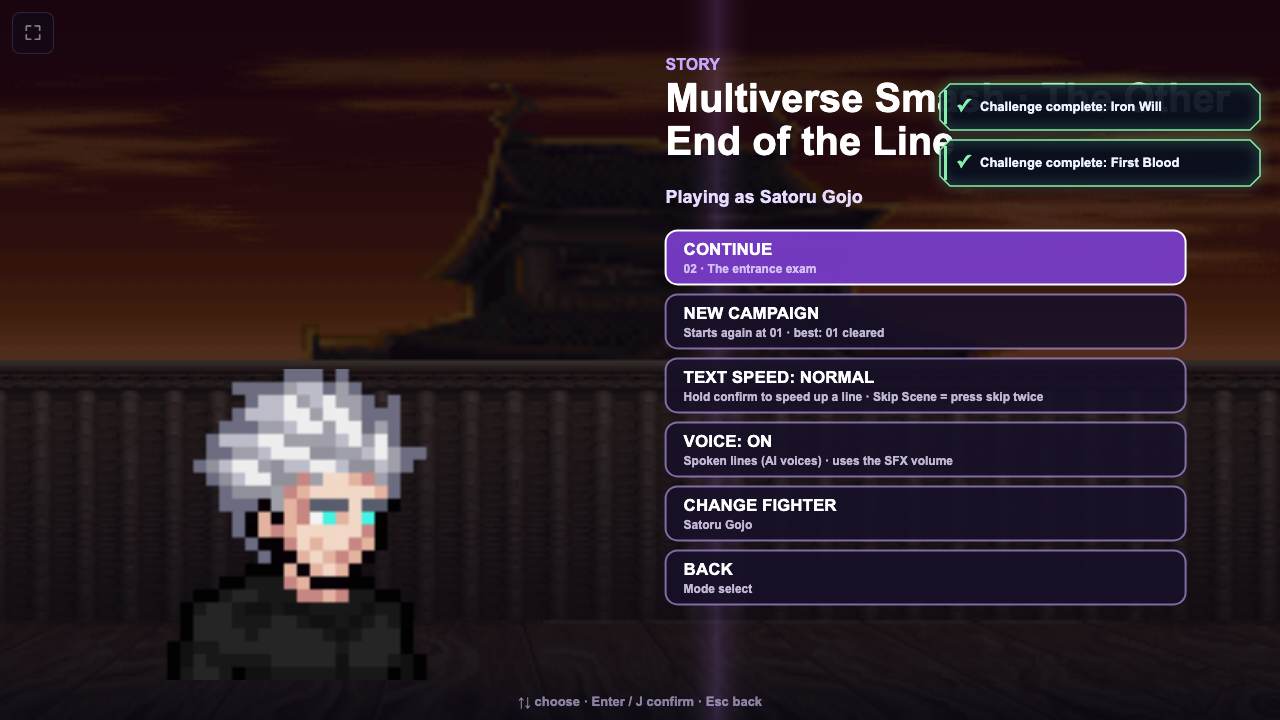 STORY
Multiverse Smash: The Other
End of the Line
Challenge complete: Iron Will
Challenge complete: First Blood
Playing as Satoru Gojo
CONTINUE
02 · The entrance exam
NEW CAMPAIGN
Starts again at 01 · best: 01 cleared
TEXT SPEED: NORMAL
Hold confirm to speed up a line · Skip Scene = press skip twice
VOICE: ON
Spoken lines (AI voices) · uses the SFX volume
CHANGE FIGHTER
Satoru Gojo
BACK
Mode select
↑↓ choose · Enter / J confirm · Esc back